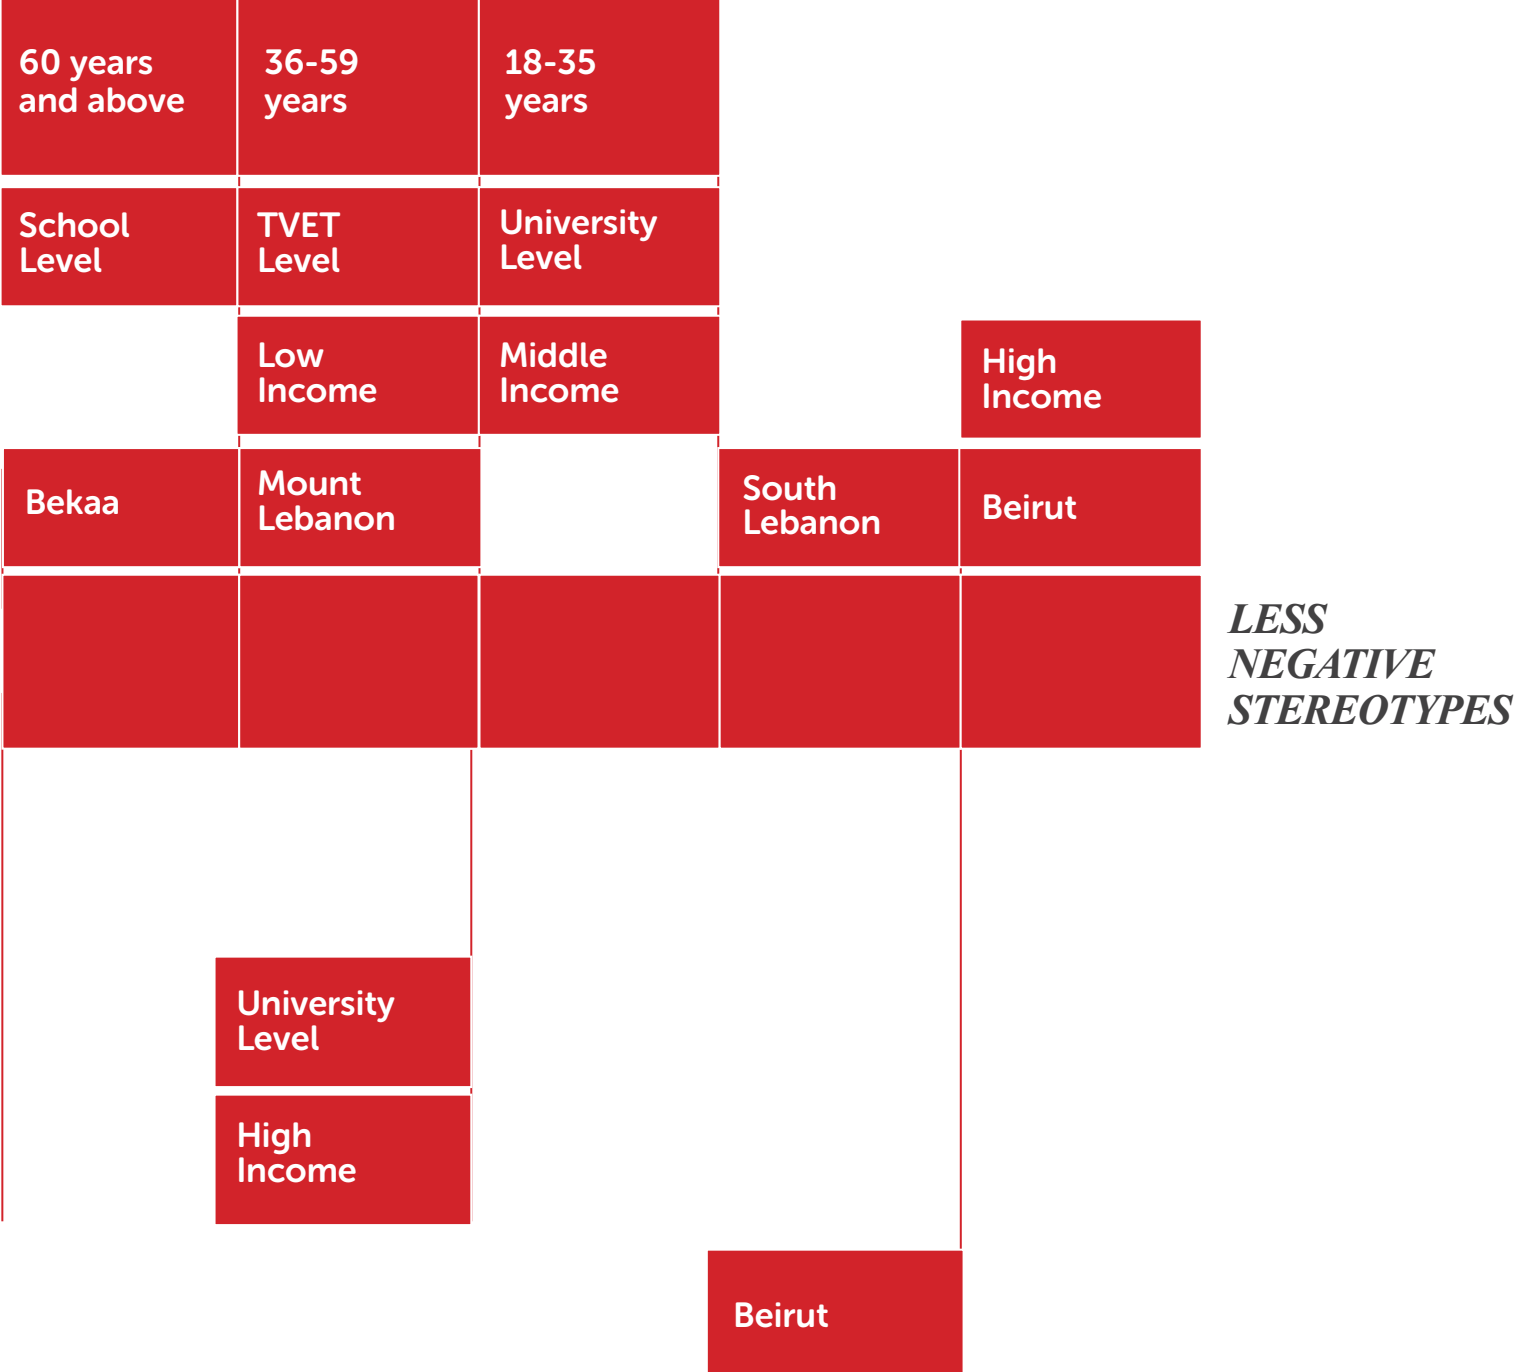 60 years
and above
36-59
years
18-35
years
School
Level
TVET
Level
University
Level
Low
Income
Middle
Income
High
Income
Bekaa
Mount
Lebanon
South
Lebanon
Beirut
LESS
NEGATIVE
STEREOTYPES
University
Level
High
Income
Beirut